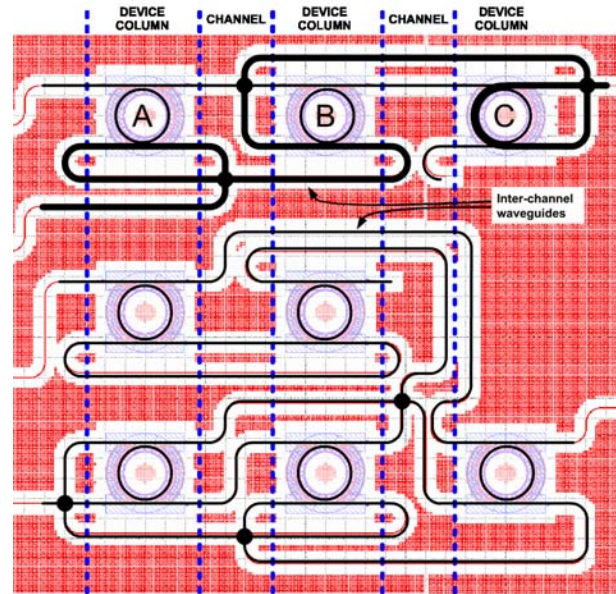 DEVICE
COLUMN
CHANNEL
DEVICE
COLUMN
CHANNEL
DEVICE
COLUMN
A
B
C
Inter-channel
waveguides